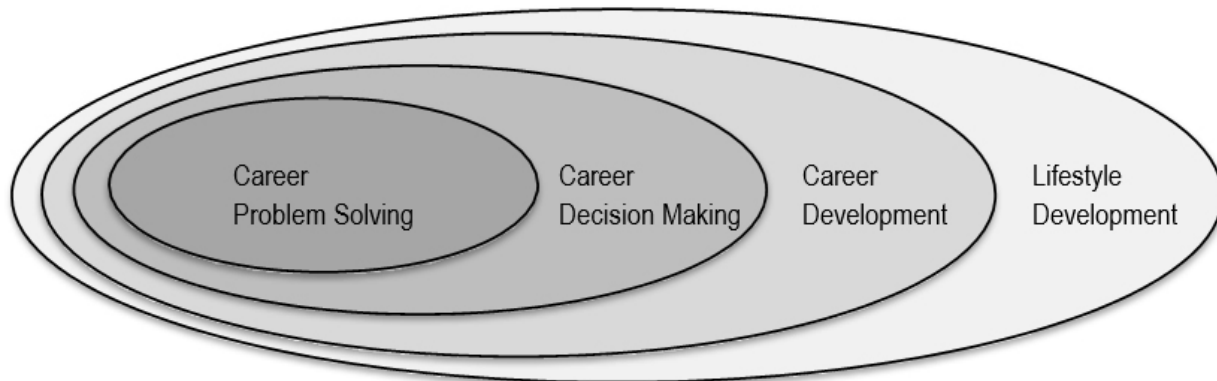 Career
Problem Solving
Career
Decision Making
Career
Development
Lifestyle
Development